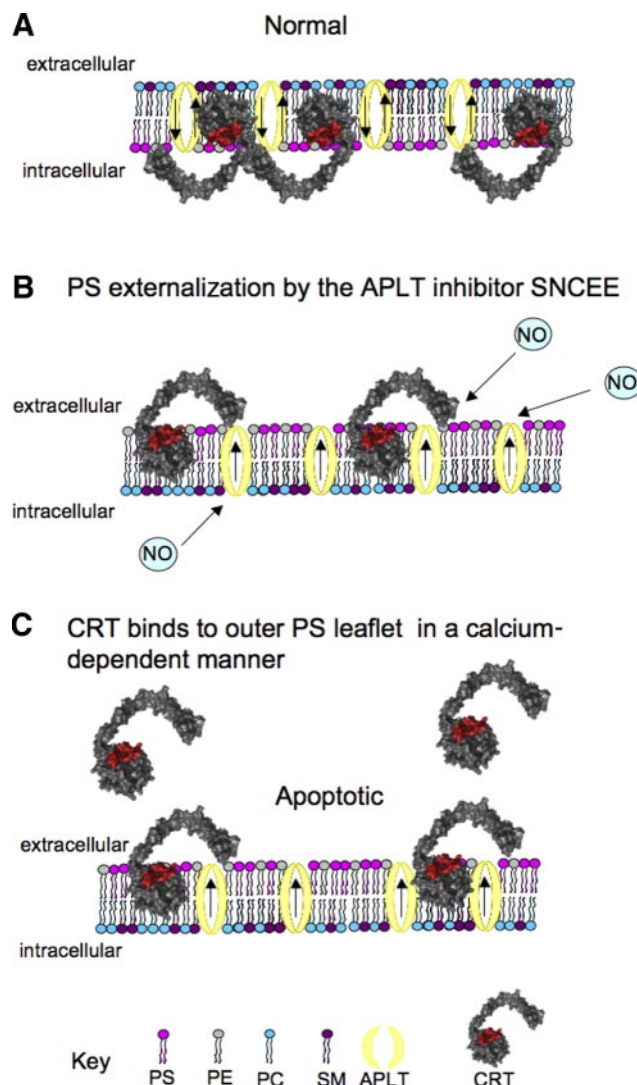 A
Normal
extracellular
intracellular
B PS externalization by the APLT inhibitor SNCEE
NO
NO
extracellular
intracellular
NO
C CRT binds to outer PS leaflet in a calcium-
dependent manner
Apoptotic
extracellular
intracellular
Key
PS PE PC SM APLT CRT